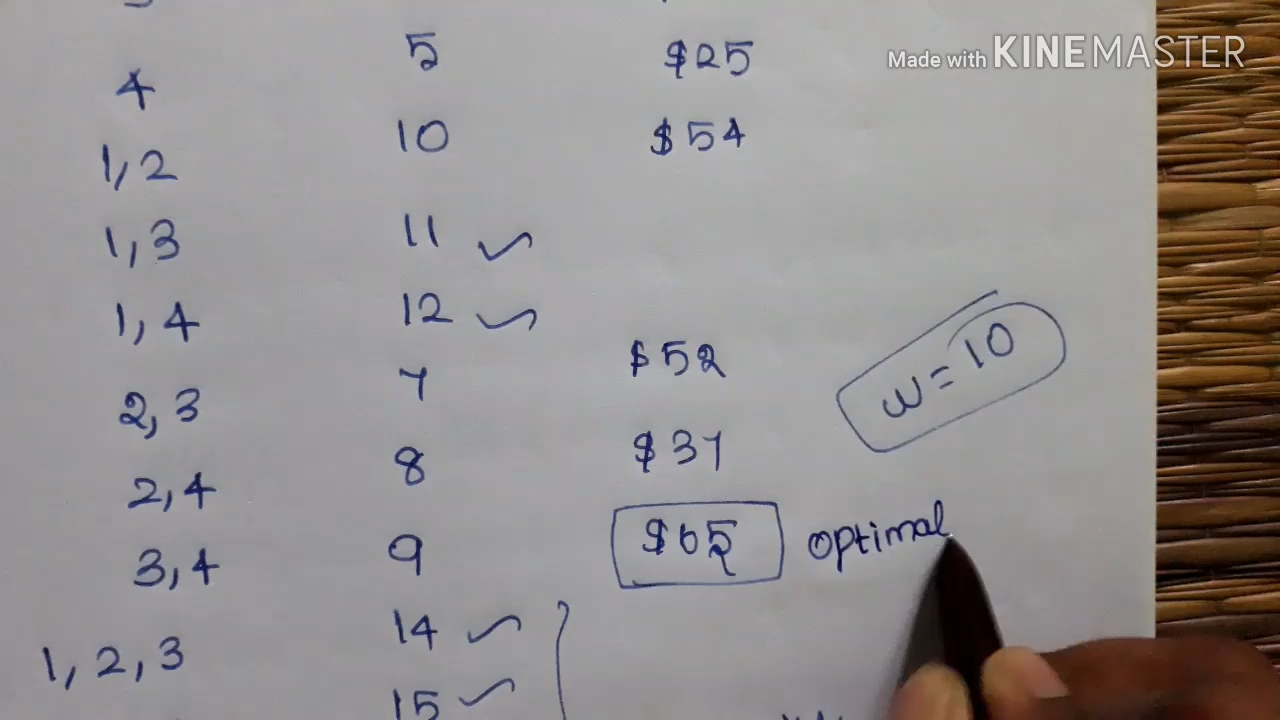 Made with KINEMASTER
4 5 $25
1,2 10 $54
1,3 11
1,4 12
2,3 7 $52
2,4 8 $37
3,4 9 $65 optimal
1,2,3 14
15
w=10